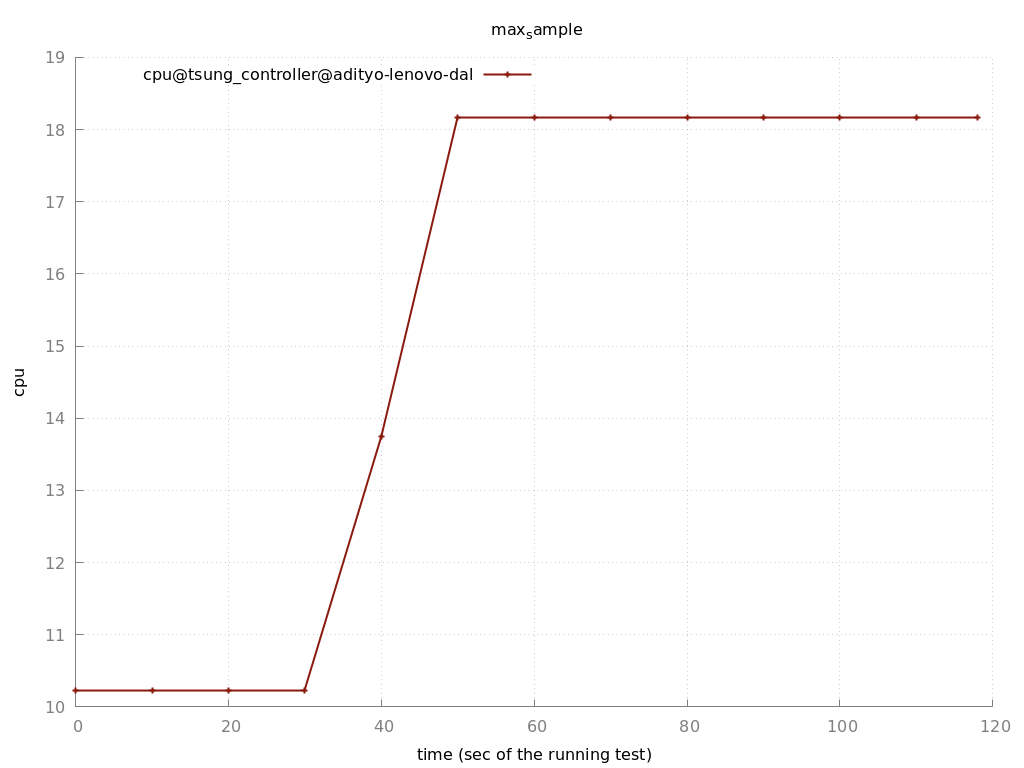 max_sample
cpu@tsung_controller@adityo-lenovo-dal
19
18
17
16
15
14
13
12
11
10
cpu
0 20 40 60 80 100 120
time (sec of the running test)